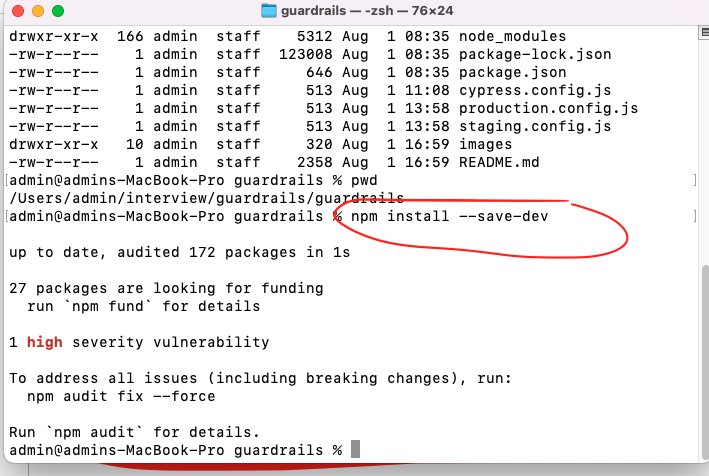 guardrails — -zsh — 76×24
drwxr-xr-x  166 admin  staff    5312 Aug  1 08:35 node_modules
-rw-r--r--    1 admin  staff  123008 Aug  1 08:35 package-lock.json
-rw-r--r--    1 admin  staff     646 Aug  1 08:35 package.json
-rw-r--r--    1 admin  staff     513 Aug  1 11:08 cypress.config.js
-rw-r--r--    1 admin  staff     513 Aug  1 13:58 production.config.js
-rw-r--r--    1 admin  staff     513 Aug  1 13:58 staging.config.js
drwxr-xr-x   10 admin  staff     320 Aug  1 16:59 images
-rw-r--r--    1 admin  staff    2358 Aug  1 16:59 README.md
[admin@admins-MacBook-Pro guardrails % pwd ]
/Users/admin/interview/guardrails/guardrails
[admin@admins-MacBook-Pro guardrails % npm install --save-dev ]
up to date, audited 172 packages in 1s
27 packages are looking for funding
  run `npm fund` for details
1 high severity vulnerability
To address all issues (including breaking changes), run:
  npm audit fix --force
Run `npm audit` for details.
admin@admins-MacBook-Pro guardrails %